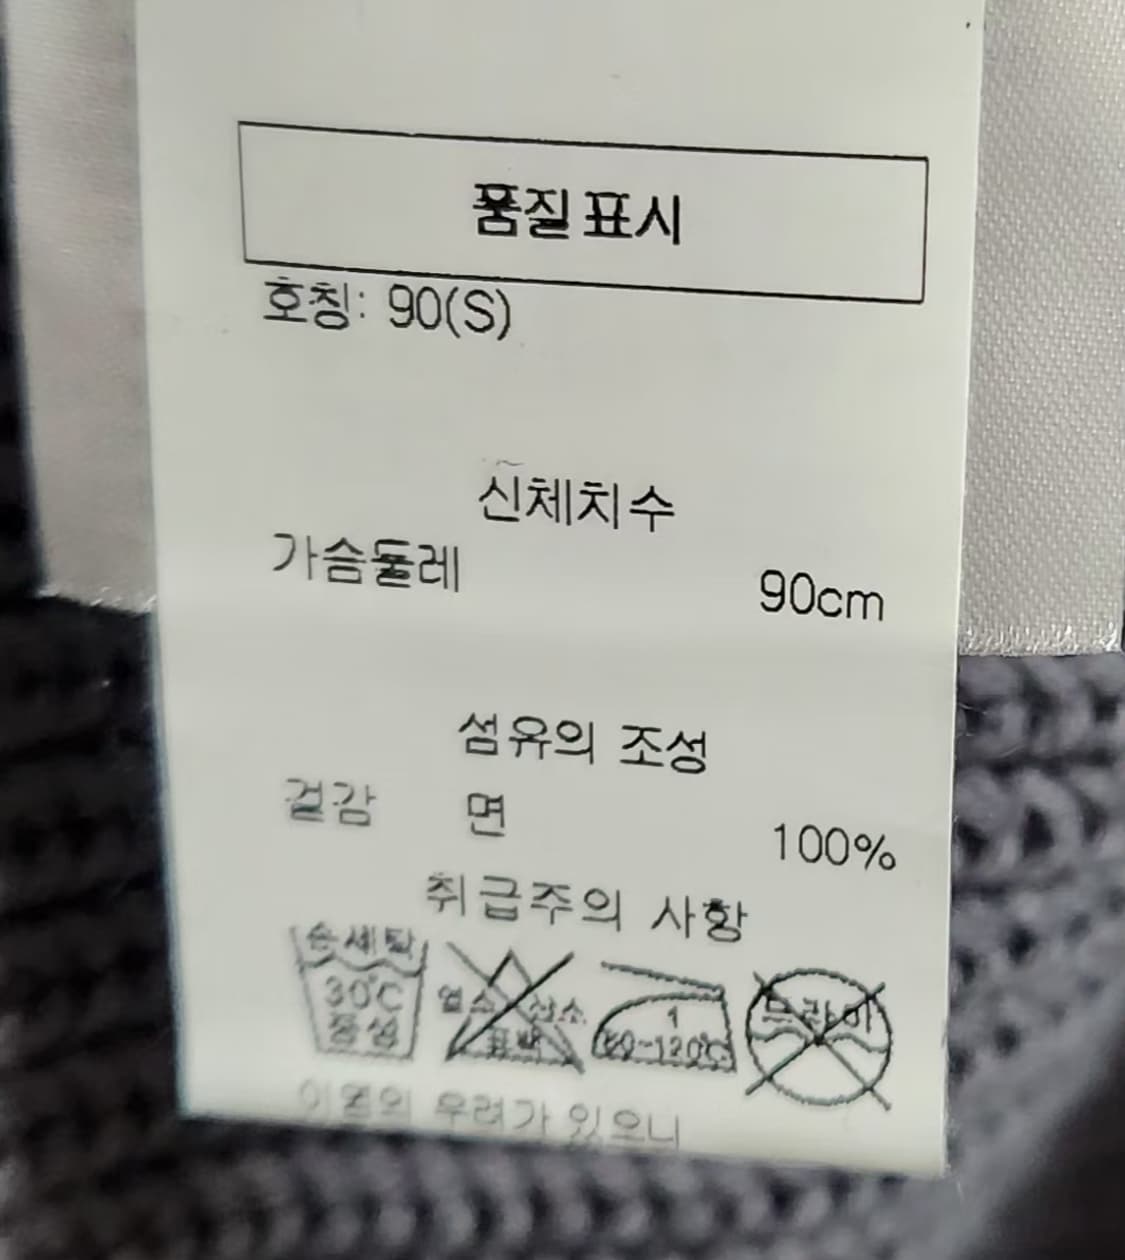 품질표시
호칭: 90(S)
신체치수
가슴둘레 90cm
섬유의 조성
겉감 면 100%
취급주의 사항
손세탁 30℃ 중성
염소 산소 표백
1 80~120℃
드라이
이염의 우려가 있으니